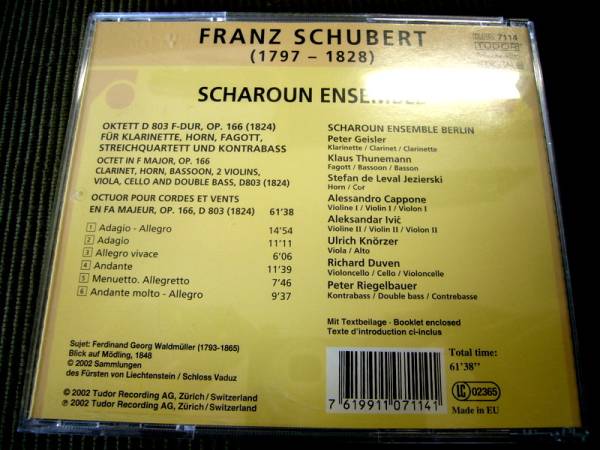 FRANZ SCHUBERT
(1797 – 1828)
7114
TUDOR
SCHAROUN ENSEMBLE
OKTETT D 803 F-DUR, OP. 166 (1824)
FÜR KLARINETTE, HORN, FAGOTT,
STREICHQUARTETT UND KONTRABASS
OCTET IN F MAJOR, OP. 166
CLARINET, HORN, BASSOON, 2 VIOLINS,
VIOLA, CELLO AND DOUBLE BASS, D803 (1824)
OCTUOR POUR CORDES ET VENTS
EN FA MAJEUR, OP. 166, D 803 (1824) 61'38
1 Adagio - Allegro 14'54
2 Adagio 11'11
3 Allegro vivace 6'06
4 Andante 11'39
5 Menuetto. Allegretto 7'46
6 Andante molto - Allegro 9'37
SCHAROUN ENSEMBLE BERLIN
Peter Geisler
Klarinette / Clarinet / Clarinette
Klaus Thunemann
Fagott / Bassoon / Basson
Stefan de Leval Jezierski
Horn / Cor
Alessandro Cappone
Violine I / Violin I / Violon I
Aleksandar Ivić
Violine II / Violin II / Violon II
Ulrich Knörzer
Viola / Alto
Richard Duven
Violoncello / Cello / Violoncelle
Peter Riegelbauer
Kontrabass / Double bass / Contrebasse
Mit Textbeilage - Booklet enclosed
Texte d'introduction ci-inclus
Sujet: Ferdinand Georg Waldmüller (1793-1865)
Blick auf Mödling, 1848
© 2002 Sammlungen
des Fürsten von Liechtenstein / Schloss Vaduz
© 2002 Tudor Recording AG, Zürich / Switzerland
℗ 2002 Tudor Recording AG, Zürich / Switzerland
7 619911 071141
Total time:
61'38"
LC 02365
Made in EU